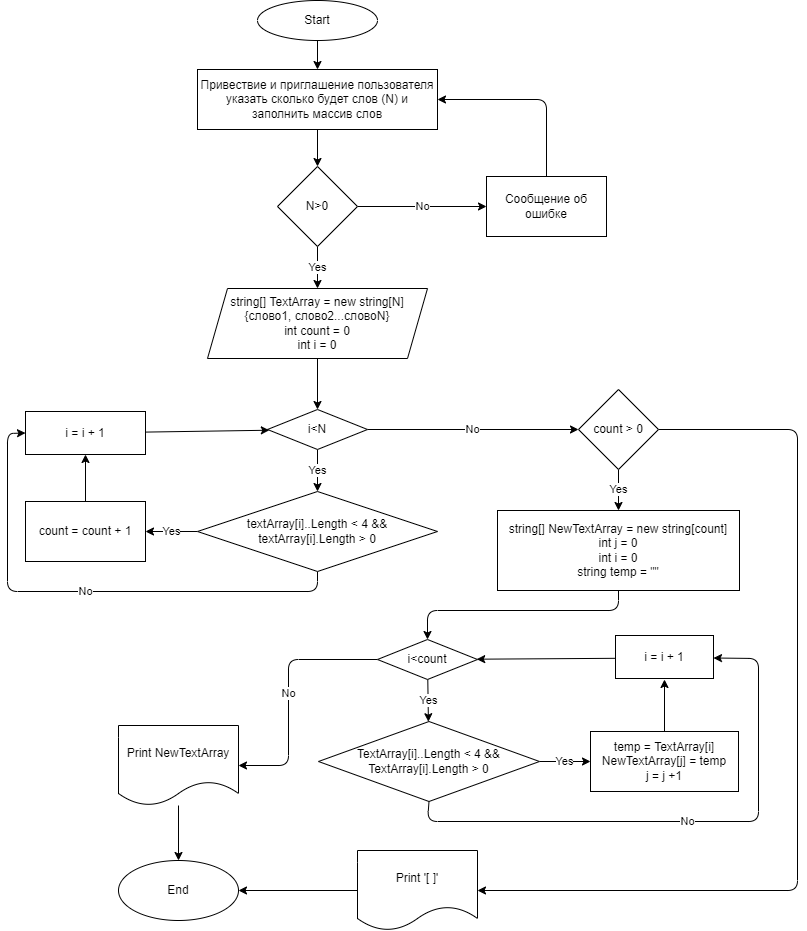 Start
Привествие и приглашение пользователя
указать сколько будет слов (N) и
заполнить массив слов
N>0
No
Сообщение об
ошибке
Yes
string[] TextArray = new string[N]
{слово1, слово2...словоN}
int count = 0
int i = 0
i = i + 1
i<N
No
count > 0
Yes
Yes
count = count + 1
Yes
textArray[i]..Length < 4 &&
textArray[i].Length > 0
No
string[] NewTextArray = new string[count]
int j = 0
int i = 0
string temp = ""
i<count
i = i + 1
No
Yes
Print NewTextArray
TextArray[i]..Length < 4 &&
TextArray[i].Length > 0
Yes
temp = TextArray[i]
NewTextArray[j] = temp
j = j +1
No
End
Print '[ ]'